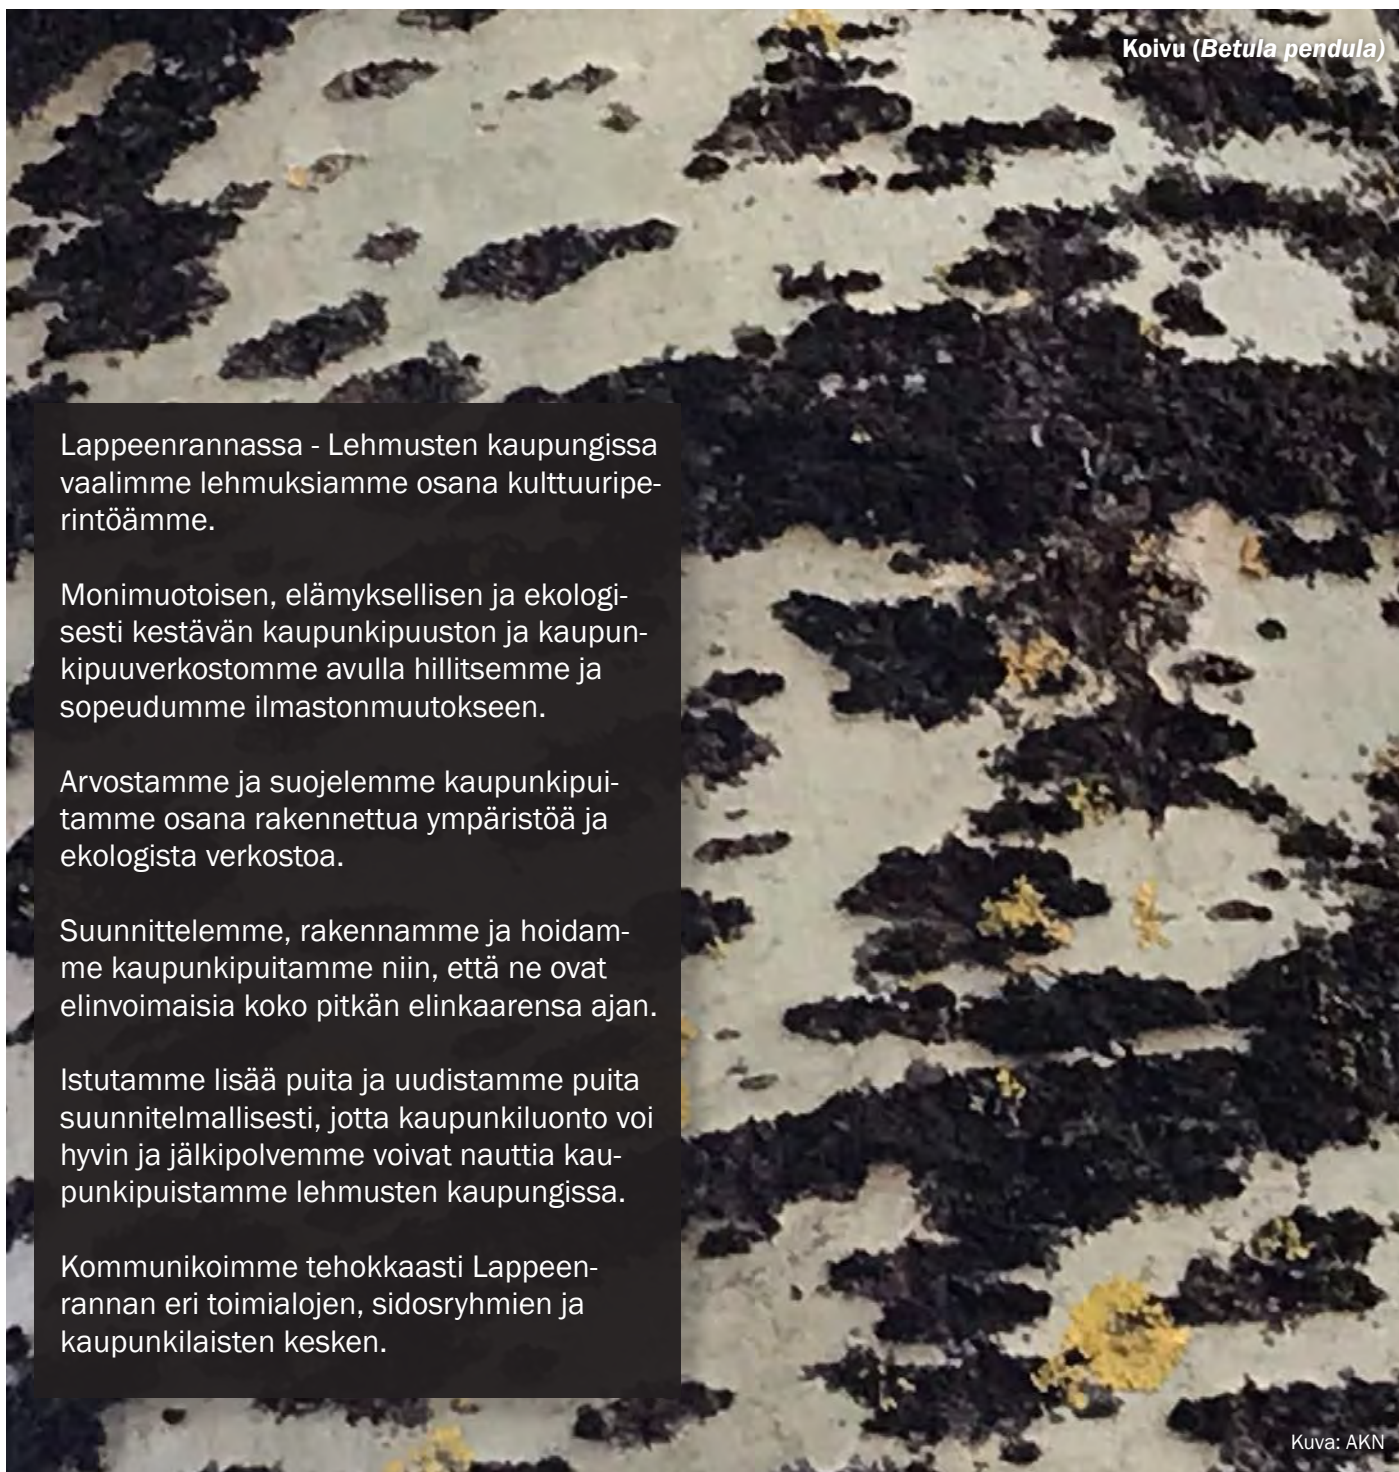 Koivu (Betula pendula)
Lappeenrannassa - Lehmusten kaupungissa
vaalimme lehmuksiamme osana kulttuuripe-
rintöämme.
Monimuotoisen, elämyksellisen ja ekologi-
sesti kestävän kaupunkipuuston ja kaupun-
kipuuverkostomme avulla hillitsemme ja
sopeudumme ilmastonmuutokseen.
Arvostamme ja suojelemme kaupunkipui-
tamme osana rakennettua ympäristöä ja
ekologista verkostoa.
Suunnittelemme, rakennamme ja hoidam-
me kaupunkipuitamme niin, että ne ovat
elinvoimaisia koko pitkän elinkaarensa ajan.
Istutamme lisää puita ja uudistamme puita
suunnitelmallisesti, jotta kaupunkiluonto voi
hyvin ja jälkipolvemme voivat nauttia kau-
punkipuistamme lehmusten kaupungissa.
Kommunikoimme tehokkaasti Lappeen-
rannan eri toimialojen, sidosryhmien ja
kaupunkilaisten kesken.
Kuva: AKN